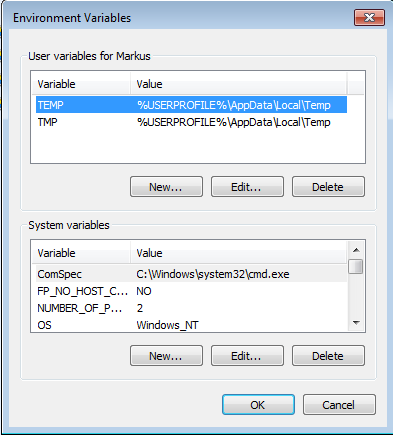 Environment Variables
User variables for Markus
Variable Value
TEMP %USERPROFILE%\AppData\Local\Temp
TMP %USERPROFILE%\AppData\Local\Temp
New... Edit... Delete
System variables
Variable Value
ComSpec C:\Windows\system32\cmd.exe
FP_NO_HOST_C... NO
NUMBER_OF_P... 2
OS Windows_NT
New... Edit... Delete
OK Cancel